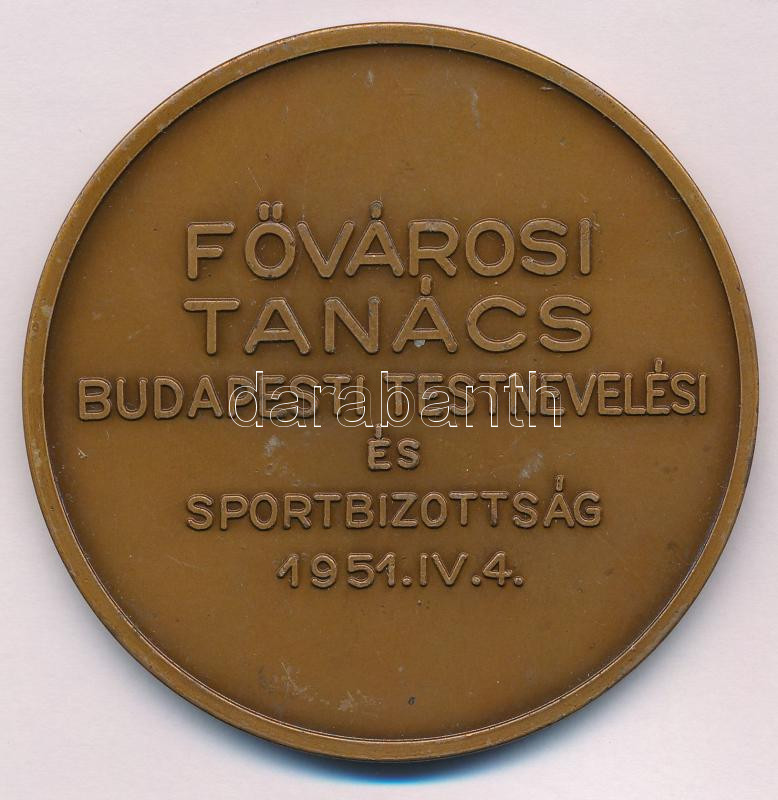 FŐVÁROSI
TANÁCS
BUDAPESTI TESTNEVELÉSI
darabanth
ÉS
SPORTBIZOTTSÁG
1951.IV.4.